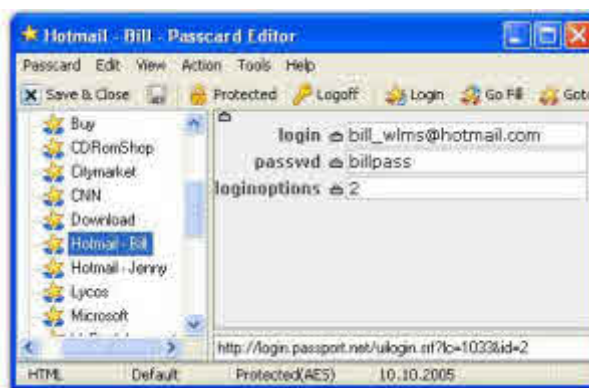 Hotmail - Bill - Passcard Editor
Passcard Edit View Action Tools Help
Save & Close Protected Logoff Login Go Fill Goto
Buy
CDRomShop
Citymarket
CNN
Download
Hotmail - Bill
Hotmail - Jenny
Lycos
Microsoft
login bill_wlms@hotmail.com
passwd billpass
loginoptions 2
http://login.passport.net/uilogin.srf?lc=1033&id=2
HTML Default Protected(AES) 10.10.2005